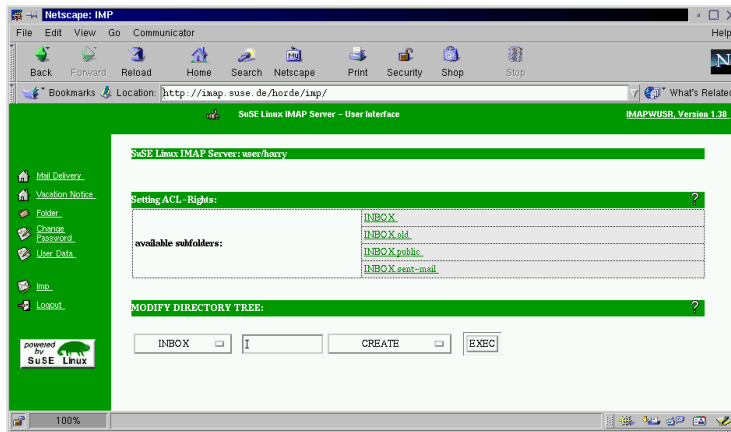 Netscape: IMP
File Edit View Go Communicator Help
Back Forward Reload Home Search Netscape Print Security Shop Stop
My
N
Bookmarks Location: http://imap.suse.de/horde/imp/ What's Related
SuSE Linux IMAP Server - User Interface IMAPWUSR, Version 1.38
SuSE Linux IMAP Server: user/harry
Mail Delivery
Vacation Notice
Folder
Change
Password
User Data
Imp
Logout
powered
by
SuSE Linux
Setting ACL-Rights: ?
available subfolders:
INBOX
INBOX.old
INBOX.public
INBOX.sent-mail
MODIFY DIRECTORY TREE: ?
INBOX CREATE EXEC
100%